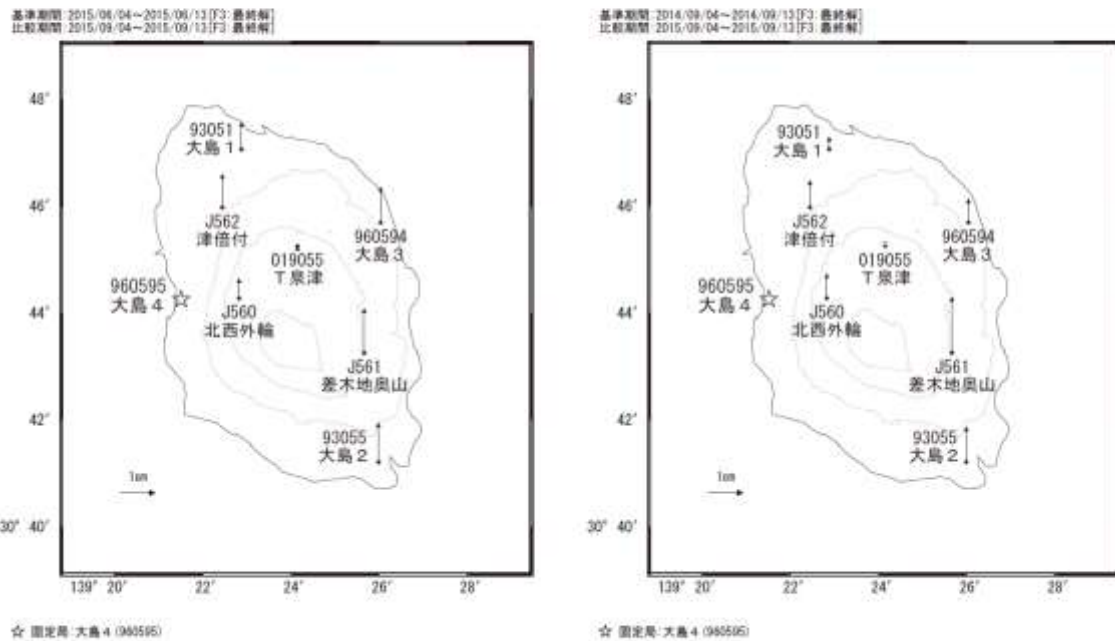 基準期間:2015/06/04~2015/06/13[F3:最終解]
比較期間:2015/09/04~2015/09/13[F3:最終解]
48'
46'
44'
42'
30° 40'
93051
大島1
J562
津倍付
960594
大島3
019055
T泉津
960595
大島4
J560
北西外輪
J561
差木地奥山
93055
大島2
1cm
139° 20'
22'
24'
26'
28'
☆ 固定局:大島4 (960595)
基準期間:2014/09/04~2014/09/13[F3:最終解]
比較期間:2015/09/04~2015/09/13[F3:最終解]
48'
46'
44'
42'
30° 40'
93051
大島1
J562
津倍付
960594
大島3
019055
T泉津
960595
大島4
J560
北西外輪
J561
差木地奥山
93055
大島2
1cm
139° 20'
22'
24'
26'
28'
☆ 固定局:大島4 (960595)